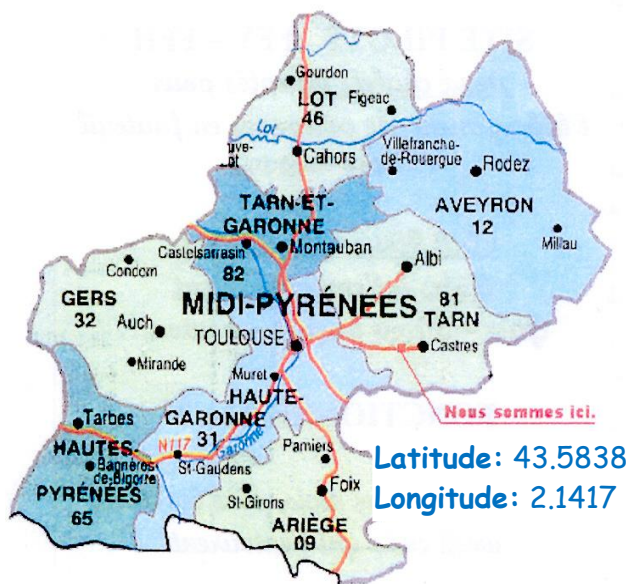 Gourdon
LOT
46
Figeac
Lot
uve-
ot
Cahors
Villefranche-
de-Rouergue
Rodez
AVEYRON
12
Millau
TARN-ET-
GARONNE
82
Castelsarrasin
Montauban
Condom
GERS
32
Auch
Mirande
MIDI-PYRÉNÉES
TOULOUSE
Albi
81
TARN
Castres
Muret
HAUTE-
GARONNE
31
Nous sommes ici.
Tarbes
N117
HAUTES-
Bagnères
de-Bigorre
PYRÉNÉES
65
St-Gaudens
Garonne
Pamiers
St-Girons
Foix
ARIÈGE
09
Latitude: 43.5838
Longitude: 2.1417